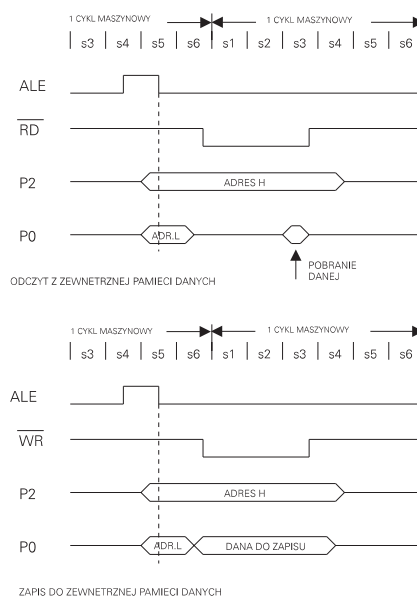 1 CYKL MASZYNOWY 1 CYKL MASZYNOWY
s3 s4 s5 s6 s1 s2 s3 s4 s5 s6
ALE
RD
P2 ADRES H
P0 ADR.L
POBRANIE
DANEJ
ODCZYT Z ZEWNETRZNEJ PAMIECI DANYCH
1 CYKL MASZYNOWY 1 CYKL MASZYNOWY
s3 s4 s5 s6 s1 s2 s3 s4 s5 s6
ALE
WR
P2 ADRES H
P0 ADR.L DANA DO ZAPISU
ZAPIS DO ZEWNETRZNEJ PAMIECI DANYCH